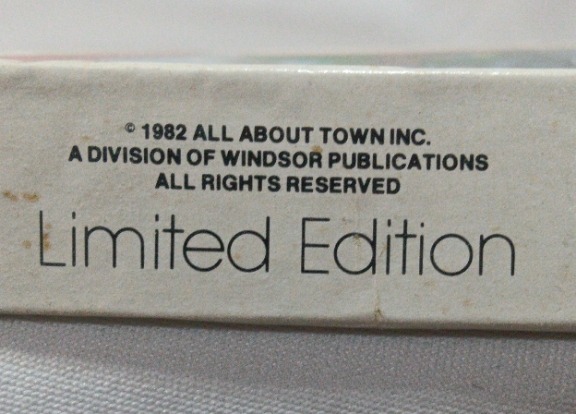 © 1982 ALL ABOUT TOWN INC.
A DIVISION OF WINDSOR PUBLICATIONS
ALL RIGHTS RESERVED
Limited Edition